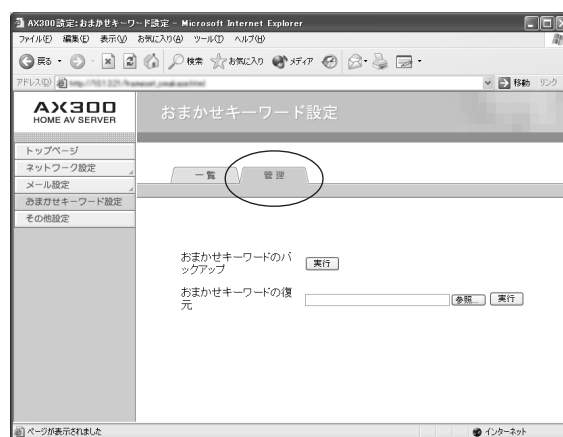 AX300設定:おまかせキーワード設定 - Microsoft Internet Explorer
ファイル(F) 編集(E) 表示(V) お気に入り(A) ツール(T) ヘルプ(H)
戻る 検索 お気に入り メディア
アドレス(D) 移動 リンク
AX300
HOME AV SERVER
おまかせキーワード設定
トップページ
ネットワーク設定
メール設定
おまかせキーワード設定
その他設定
一覧 管理
おまかせキーワードのバ
ックアップ
実行
おまかせキーワードの復
元
参照... 実行
ページが表示されました インターネット